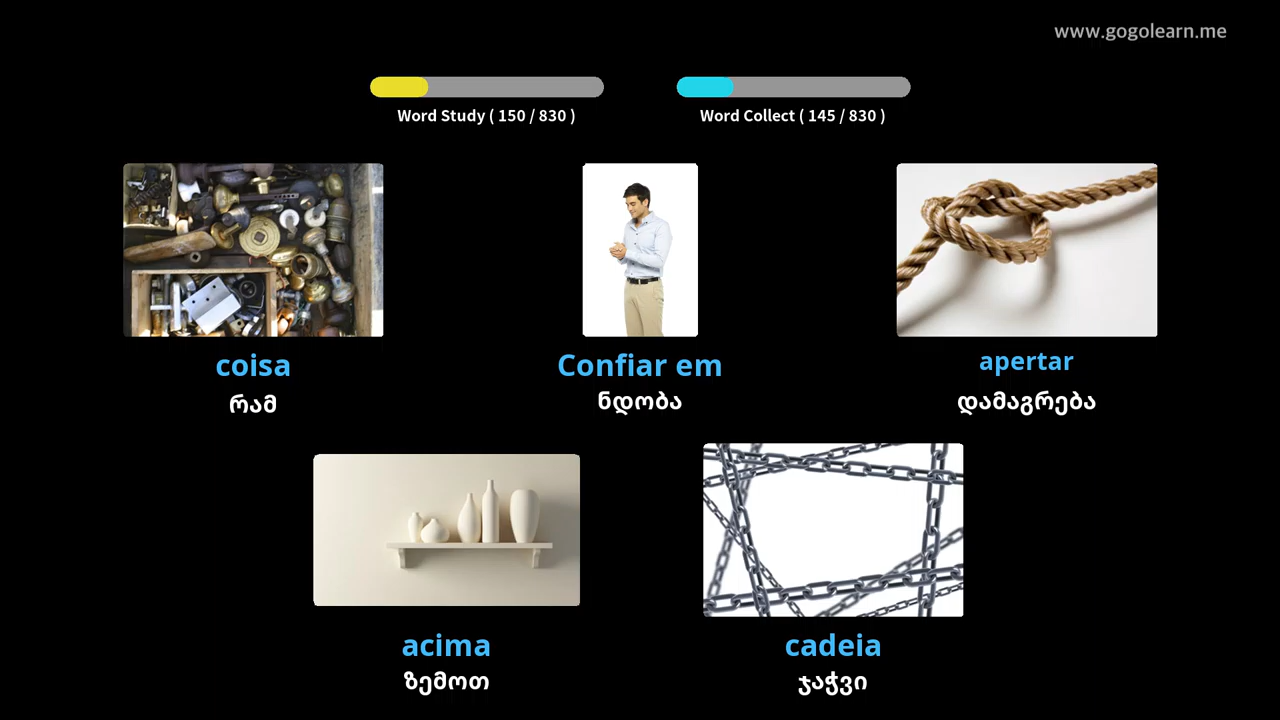 www.gogolearn.me
Word Study ( 150 / 830 )
Word Collect ( 145 / 830 )
coisa
რამ
Confiar em
ნდობა
apertar
დამაგრება
acima
ზემოთ
cadeia
ჯაჭვი